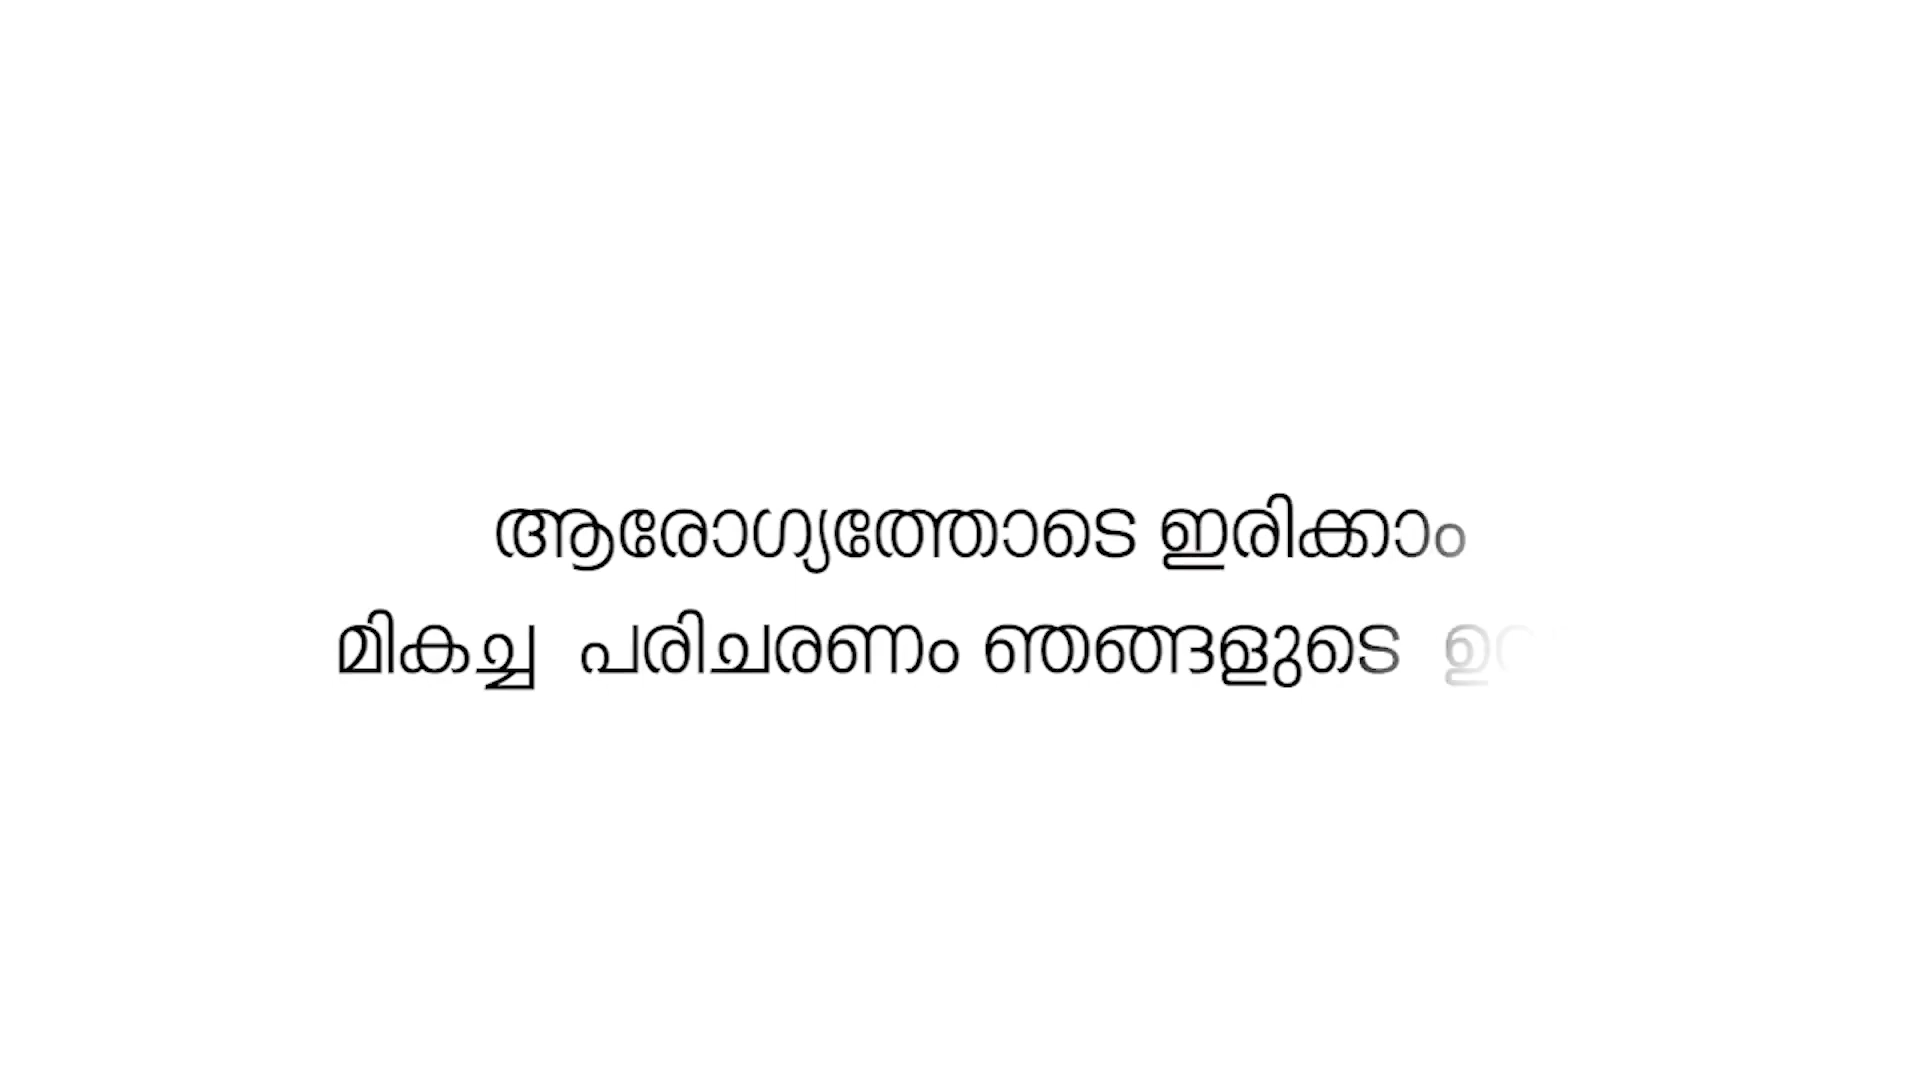 ആരോഗ്യത്തോടെ ഇരിക്കാം
മികച്ച പരിചരണം ഞങ്ങളുടെ